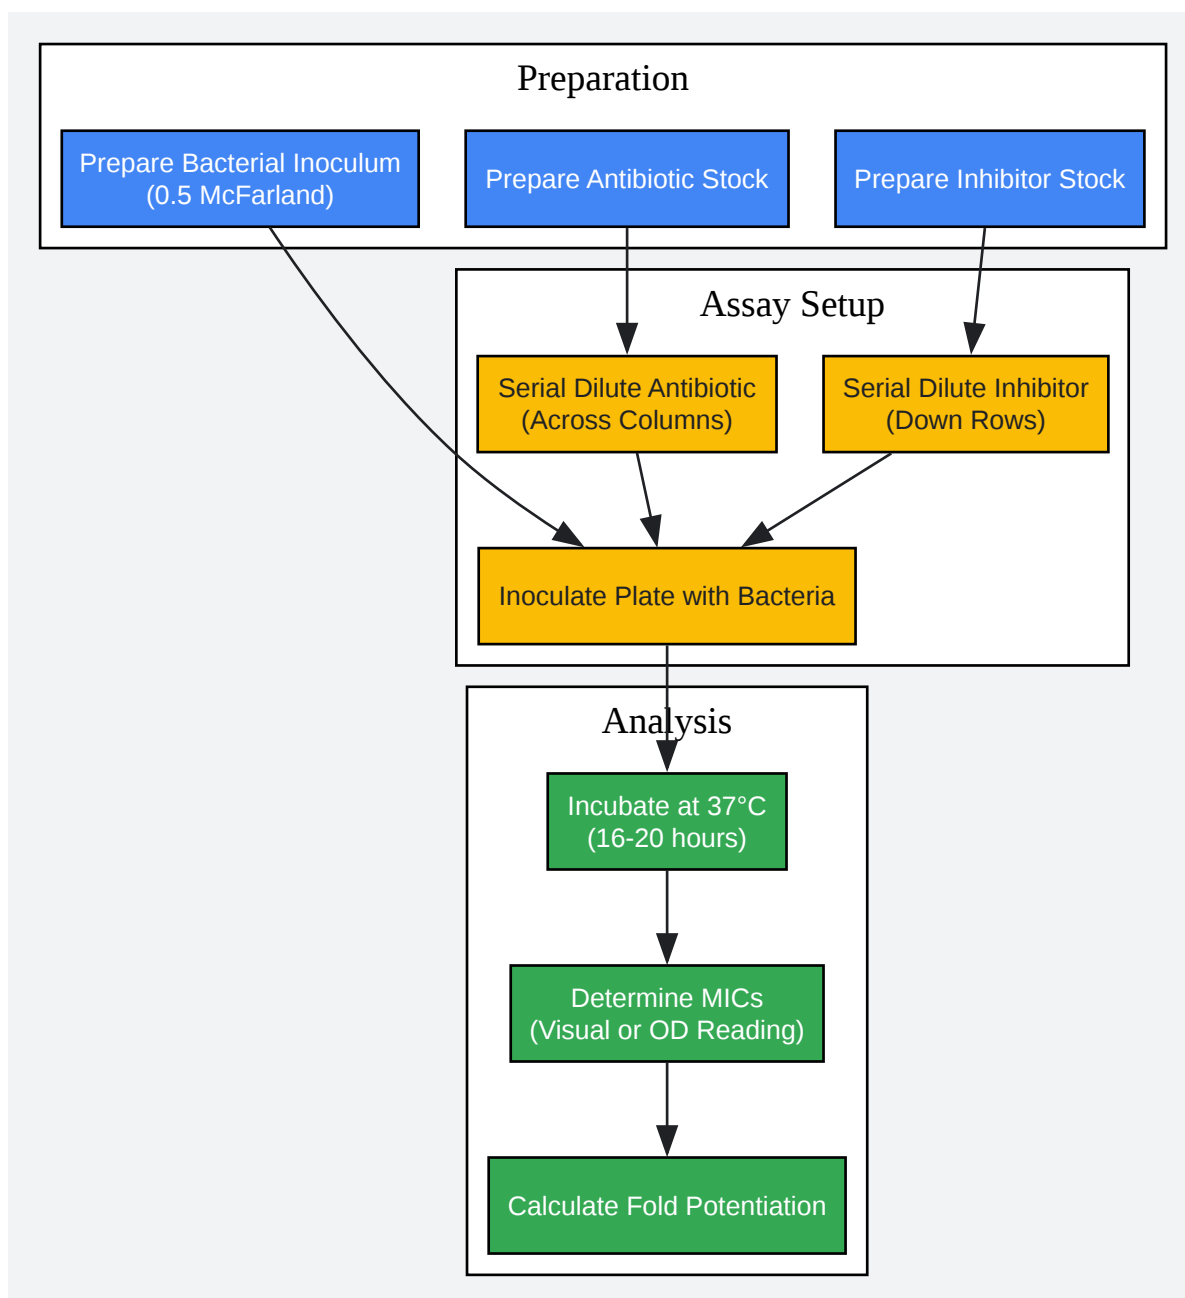 Preparation
Prepare Bacterial Inoculum
(0.5 McFarland)
Prepare Antibiotic Stock
Prepare Inhibitor Stock
Assay Setup
Serial Dilute Antibiotic
(Across Columns)
Serial Dilute Inhibitor
(Down Rows)
Inoculate Plate with Bacteria
Analysis
Incubate at 37°C
(16-20 hours)
Determine MICs
(Visual or OD Reading)
Calculate Fold Potentiation